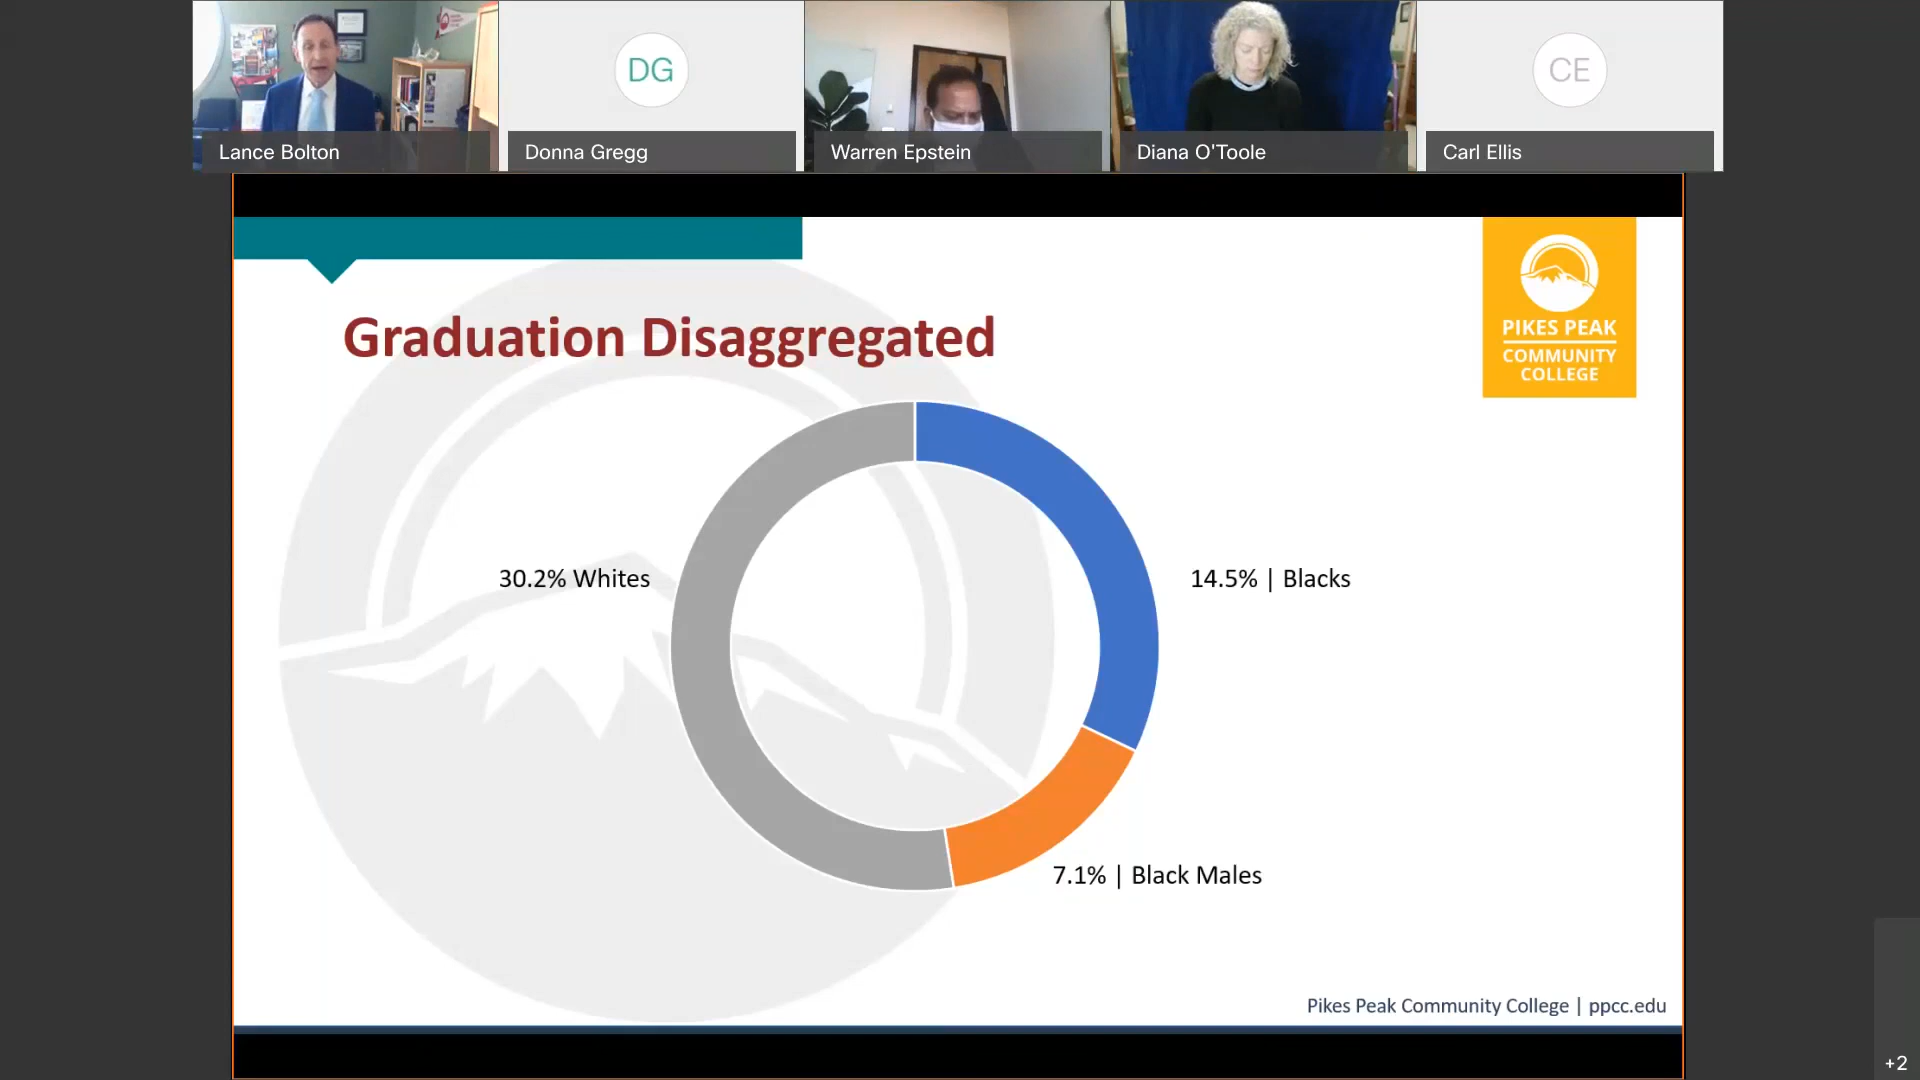 DG
CE
Lance Bolton
Donna Gregg
Warren Epstein
Diana O'Toole
Carl Ellis
PIKES PEAK
COMMUNITY
COLLEGE
Graduation Disaggregated
30.2% Whites
14.5% | Blacks
7.1% | Black Males
Pikes Peak Community College | ppcc.edu
+2